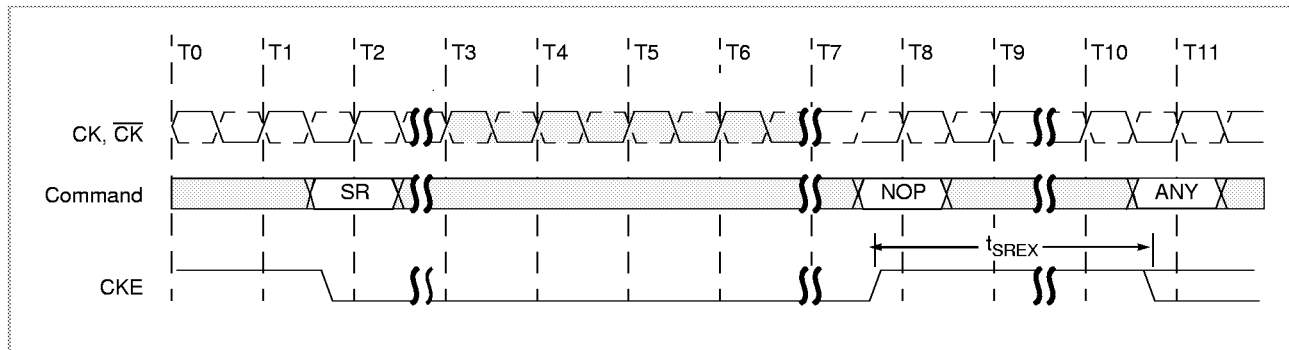 T0 T1 T2 T3 T4 T5 T6 T7 T8 T9 T10 T11
CK, C̅K̅
Command SR NOP ANY
tSREX
CKE